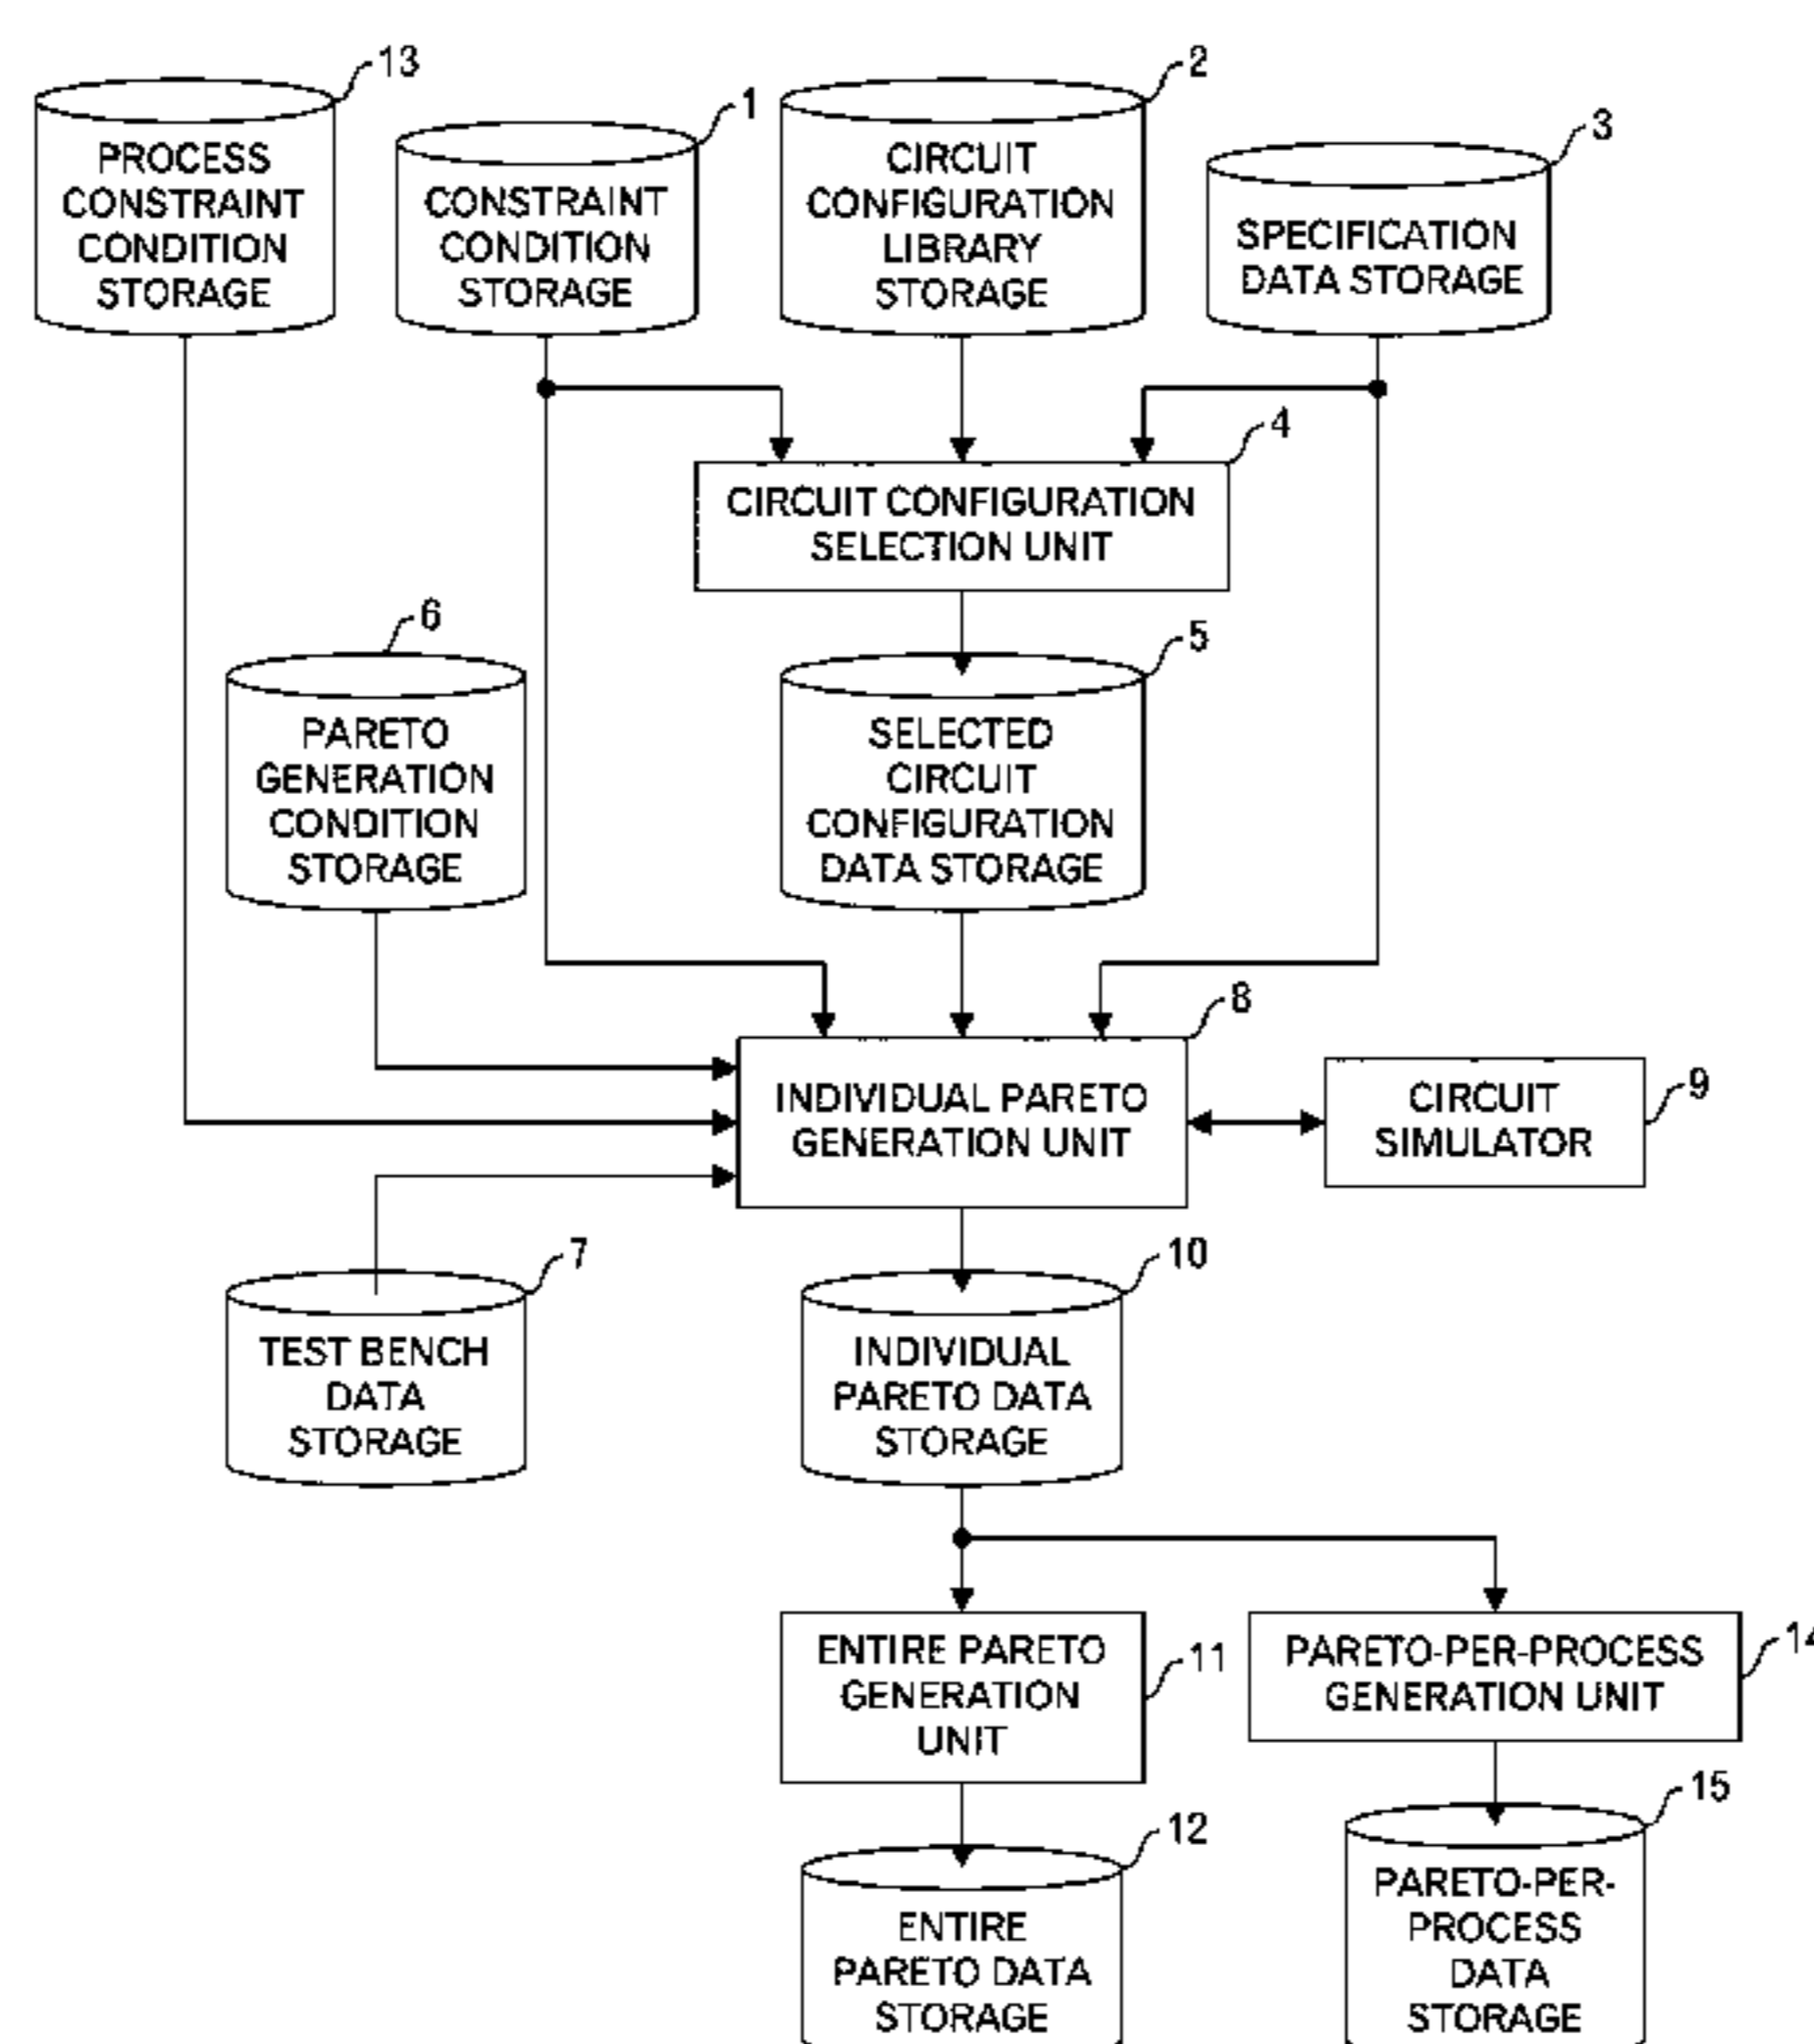 13
PROCESS
CONSTRAINT
CONDITION
STORAGE
1
CONSTRAINT
CONDITION
STORAGE
2
CIRCUIT
CONFIGURATION
LIBRARY
STORAGE
3
SPECIFICATION
DATA STORAGE
4
CIRCUIT CONFIGURATION
SELECTION UNIT
6
PARETO
GENERATION
CONDITION
STORAGE
5
SELECTED
CIRCUIT
CONFIGURATION
DATA STORAGE
8
INDIVIDUAL PARETO
GENERATION UNIT
9
CIRCUIT
SIMULATOR
7
TEST BENCH
DATA
STORAGE
10
INDIVIDUAL
PARETO DATA
STORAGE
11
ENTIRE PARETO
GENERATION
UNIT
14
PARETO-PER-PROCESS
GENERATION UNIT
12
ENTIRE
PARETO DATA
STORAGE
15
PARETO-PER-
PROCESS
DATA
STORAGE